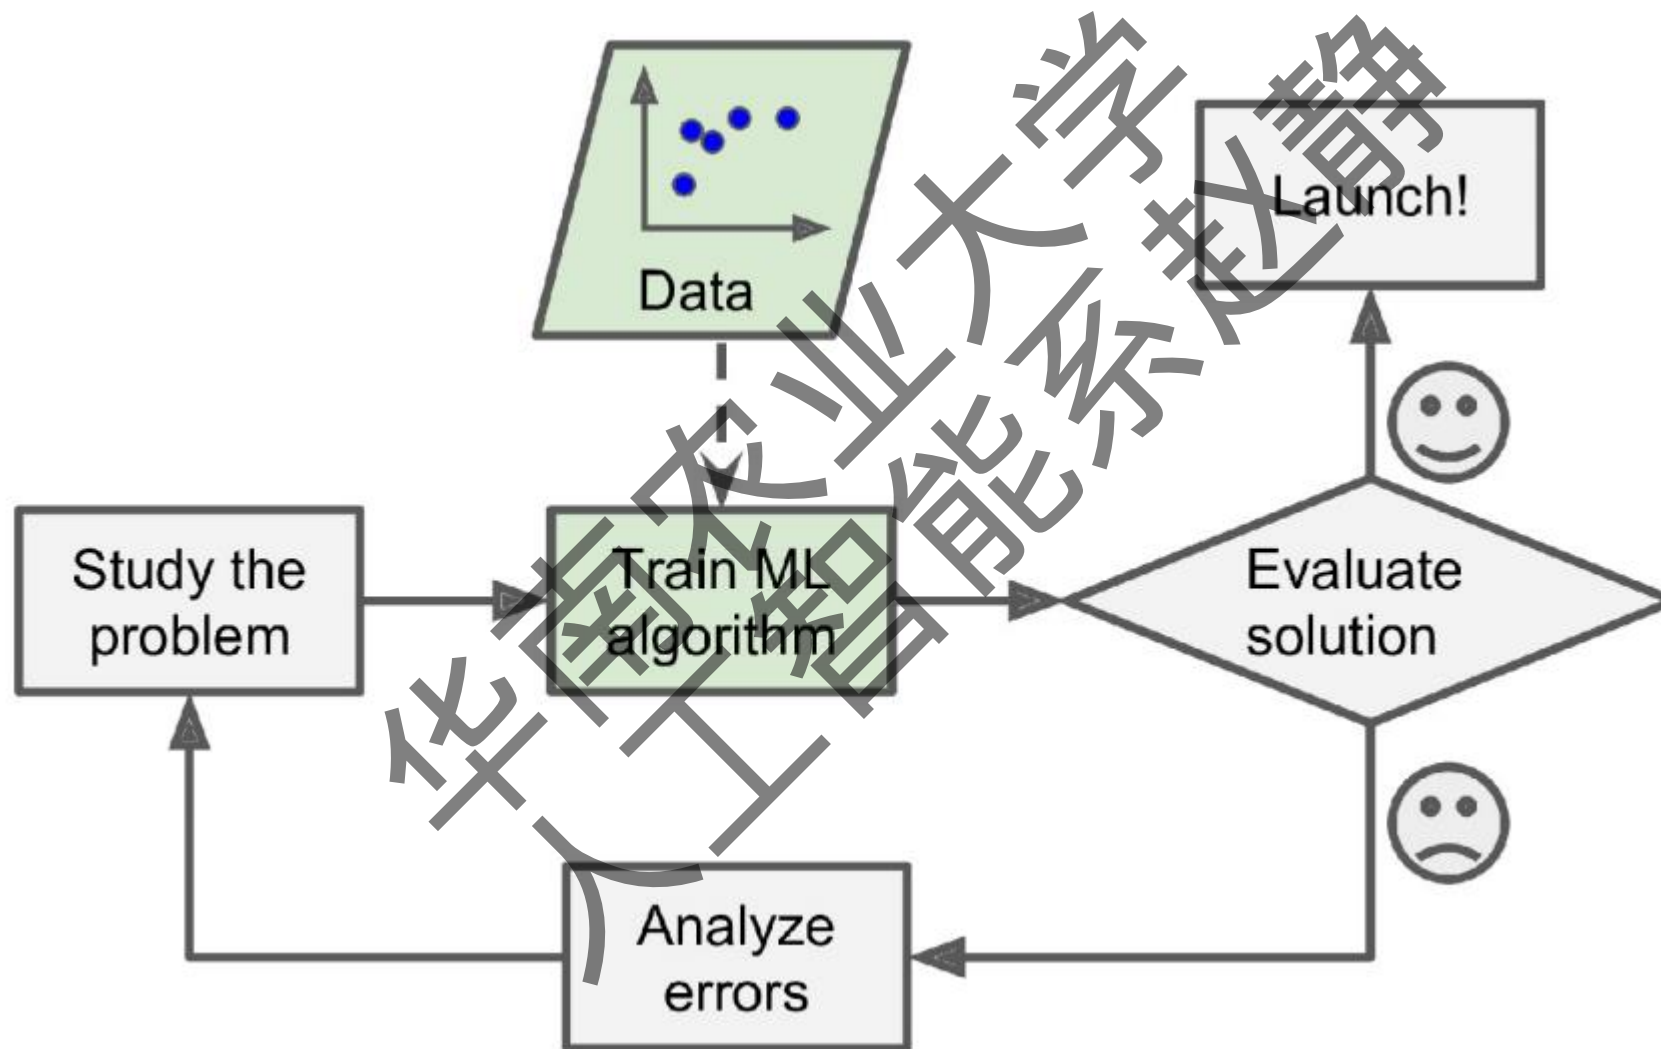 Data
Launch!
Study the
problem
Train ML
algorithm
Evaluate
solution
Analyze
errors
华南农业大学
人工智能系赵静